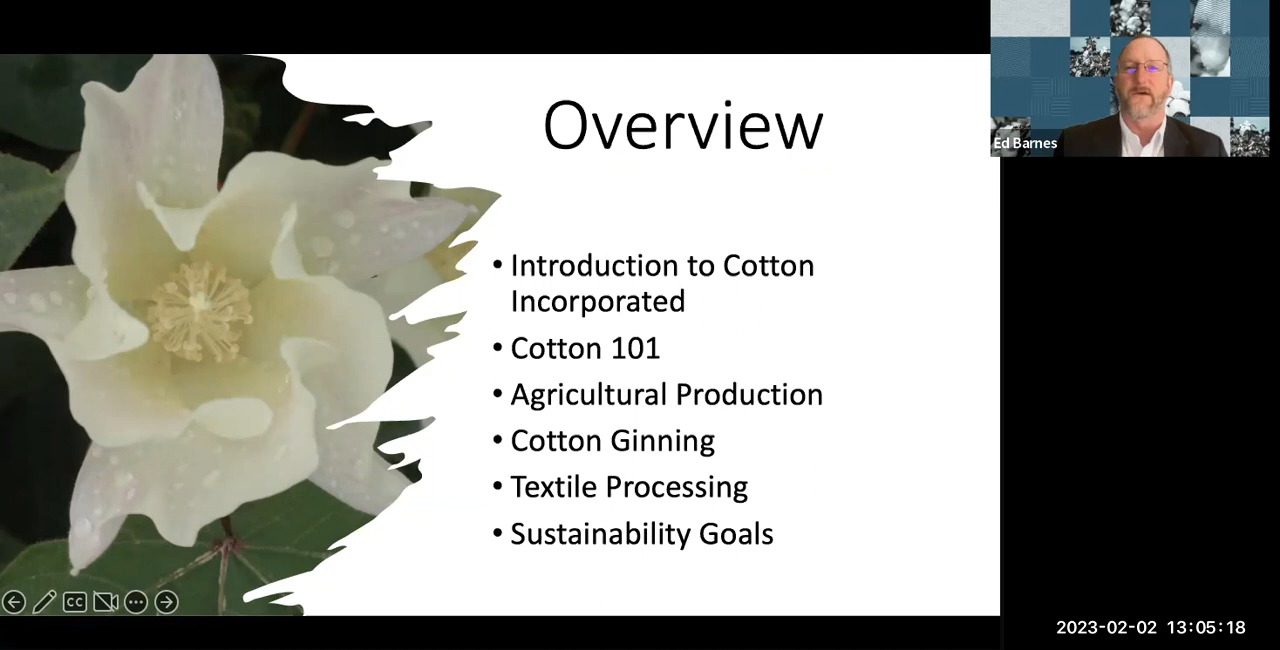 Overview
• Introduction to Cotton
Incorporated
• Cotton 101
• Agricultural Production
• Cotton Ginning
• Textile Processing
• Sustainability Goals
Ed Barnes
CC
2023-02-02 13:05:18